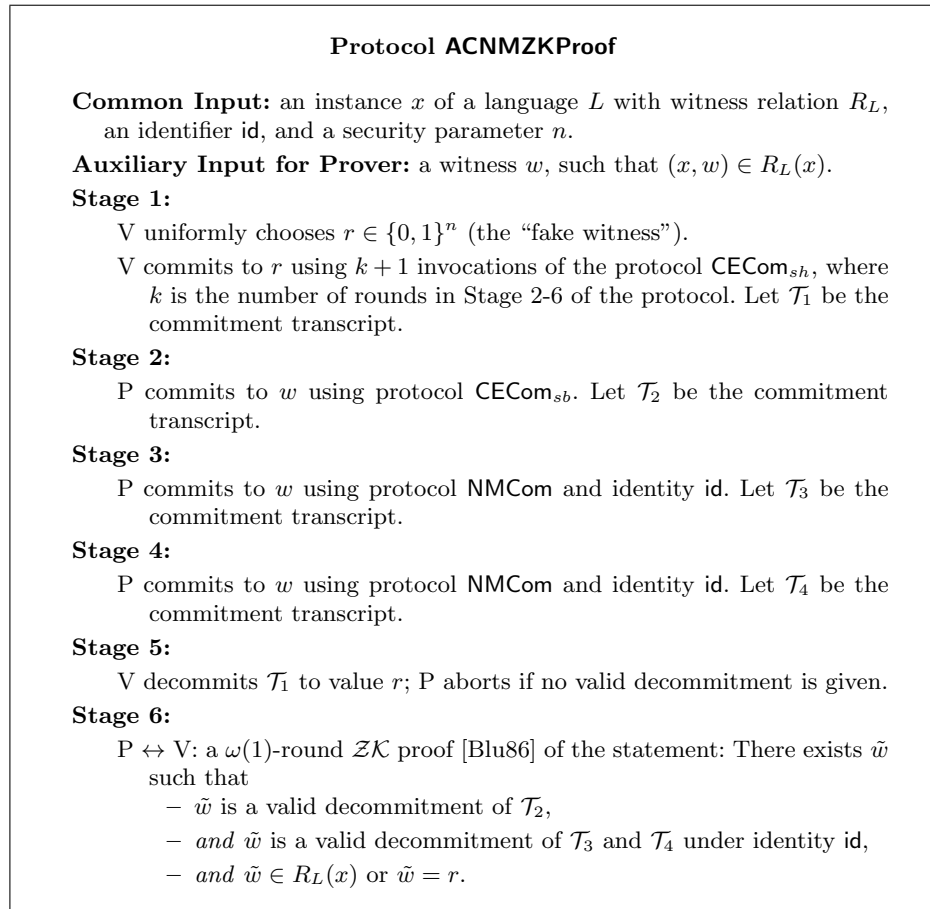 Protocol ACNMZKProof
Common Input: an instance x of a language L with witness relation R_L,
an identifier id, and a security parameter n.
Auxiliary Input for Prover: a witness w, such that (x, w) ∈ R_L(x).
Stage 1:
V uniformly chooses r ∈ {0, 1}^n (the “fake witness”).
V commits to r using k + 1 invocations of the protocol CECom_sh, where
k is the number of rounds in Stage 2-6 of the protocol. Let 𝒯_1 be the
commitment transcript.
Stage 2:
P commits to w using protocol CECom_sb. Let 𝒯_2 be the commitment
transcript.
Stage 3:
P commits to w using protocol NMCom and identity id. Let 𝒯_3 be the
commitment transcript.
Stage 4:
P commits to w using protocol NMCom and identity id. Let 𝒯_4 be the
commitment transcript.
Stage 5:
V decommits 𝒯_1 to value r; P aborts if no valid decommitment is given.
Stage 6:
P ↔ V: a ω(1)-round 𝒵𝒦 proof [Blu86] of the statement: There exists w̃
such that
– w̃ is a valid decommitment of 𝒯_2,
– and w̃ is a valid decommitment of 𝒯_3 and 𝒯_4 under identity id,
– and w̃ ∈ R_L(x) or w̃ = r.